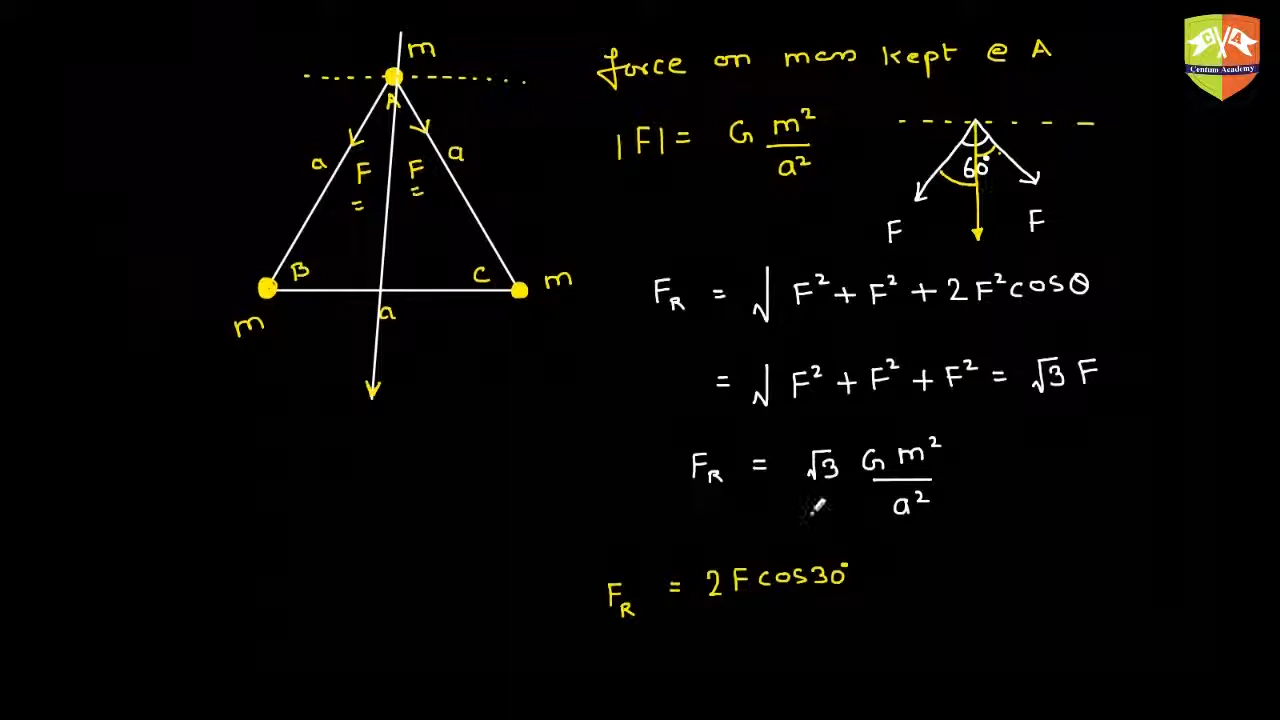 m
force on mass kept @ A
C A
Centum Academy
A
|F| = G m²/a²
a
a
F
F
60°
F
F
B
C
m
m
a
F_R = √F² + F² + 2F²cosθ
= √F² + F² + F² = √3 F
F_R = √3 G m²/a²
F_R = 2 F cos30°